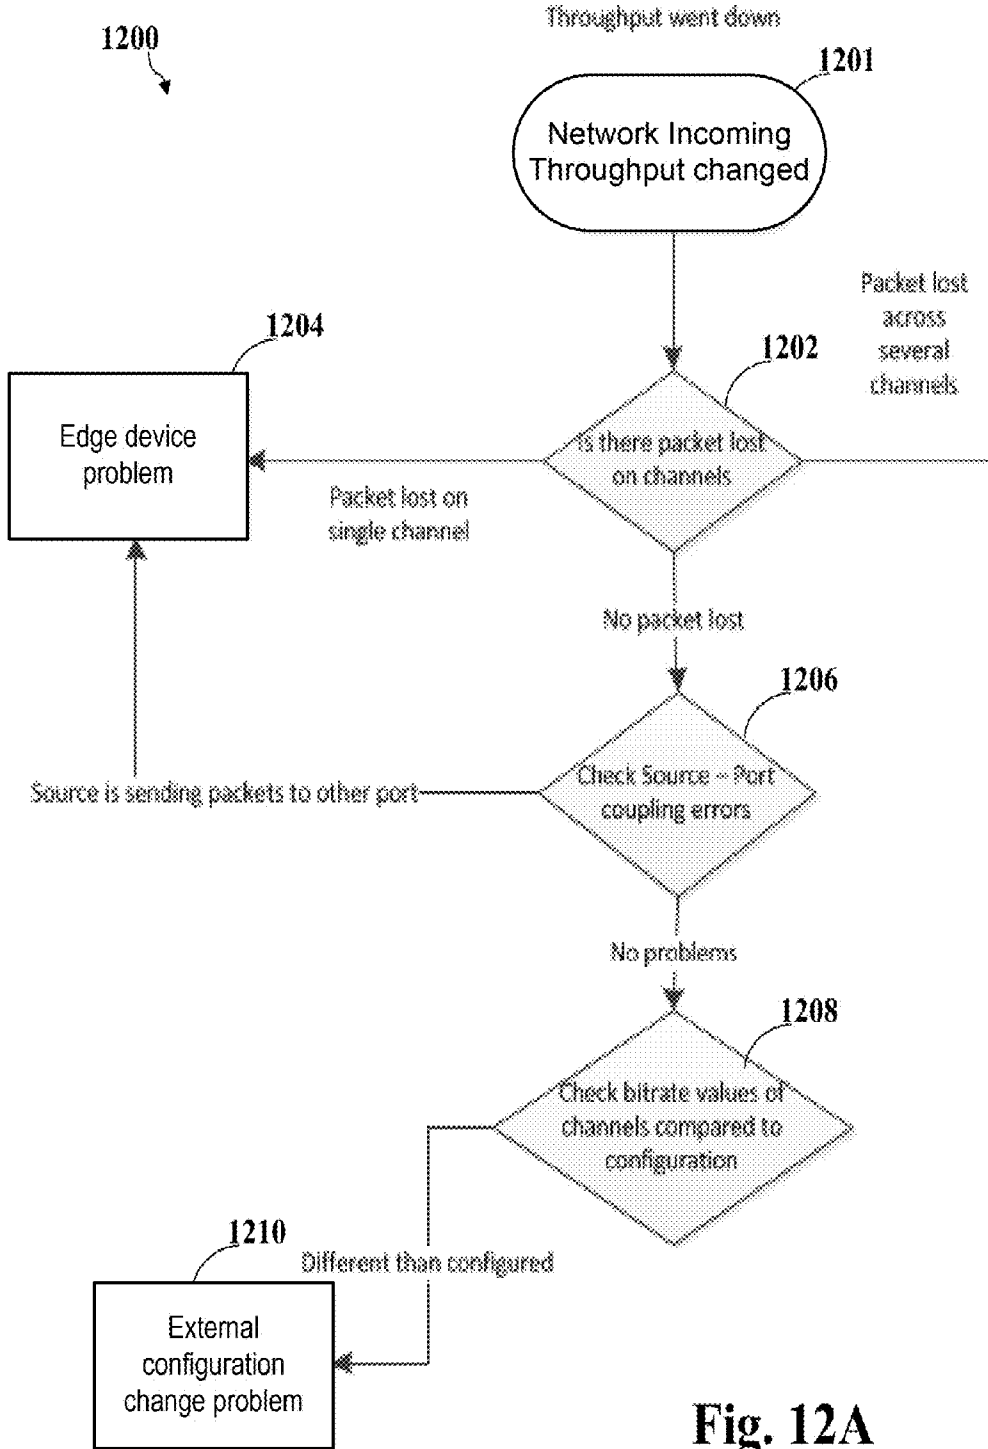 Throughput went down
1200
1201
Network Incoming
Throughput changed
Packet lost
across
several
channels
1204
1202
Edge device
problem
Is there packet lost
on channels
Packet lost on
single channel
No packet lost
1206
Source is sending packets to other port
Check Source – Port
coupling errors
No problems
1208
Check bitrate values of
channels compared to
configuration
1210
Different than configured
External
configuration
change problem
Fig. 12A